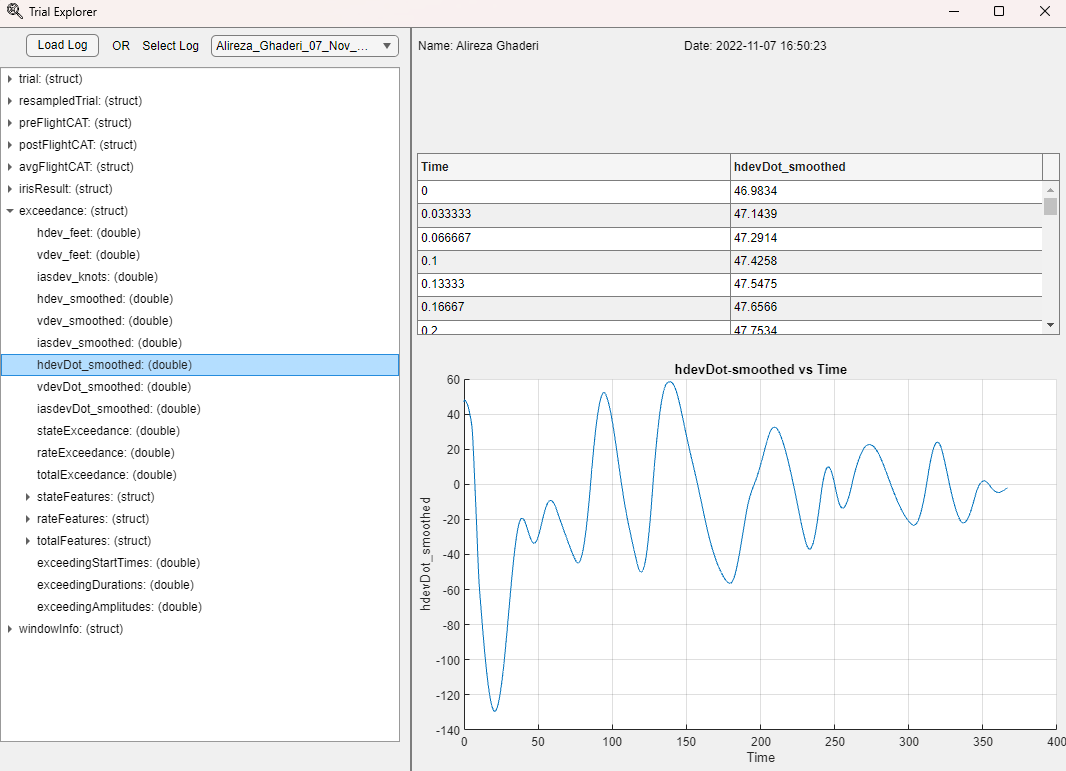 Trial Explorer
Load Log OR Select Log Alireza_Ghaderi_07_Nov_...
trial: (struct)
resampledTrial: (struct)
preFlightCAT: (struct)
postFlightCAT: (struct)
avgFlightCAT: (struct)
irisResult: (struct)
exceedance: (struct)
hdev_feet: (double)
vdev_feet: (double)
iasdev_knots: (double)
hdev_smoothed: (double)
vdev_smoothed: (double)
iasdev_smoothed: (double)
hdevDot_smoothed: (double)
vdevDot_smoothed: (double)
iasdevDot_smoothed: (double)
stateExceedance: (double)
rateExceedance: (double)
totalExceedance: (double)
stateFeatures: (struct)
rateFeatures: (struct)
totalFeatures: (struct)
exceedingStartTimes: (double)
exceedingDurations: (double)
exceedingAmplitudes: (double)
windowInfo: (struct)
Name: Alireza Ghaderi Date: 2022-11-07 16:50:23
Time hdevDot_smoothed
0 46.9834
0.033333 47.1439
0.066667 47.2914
0.1 47.4258
0.13333 47.5475
0.16667 47.6566
0.2 47.7534
hdevDot-smoothed vs Time
hdevDot_smoothed
60
40
20
0
-20
-40
-60
-80
-100
-120
-140
0 50 100 150 200 250 300 350 400
Time